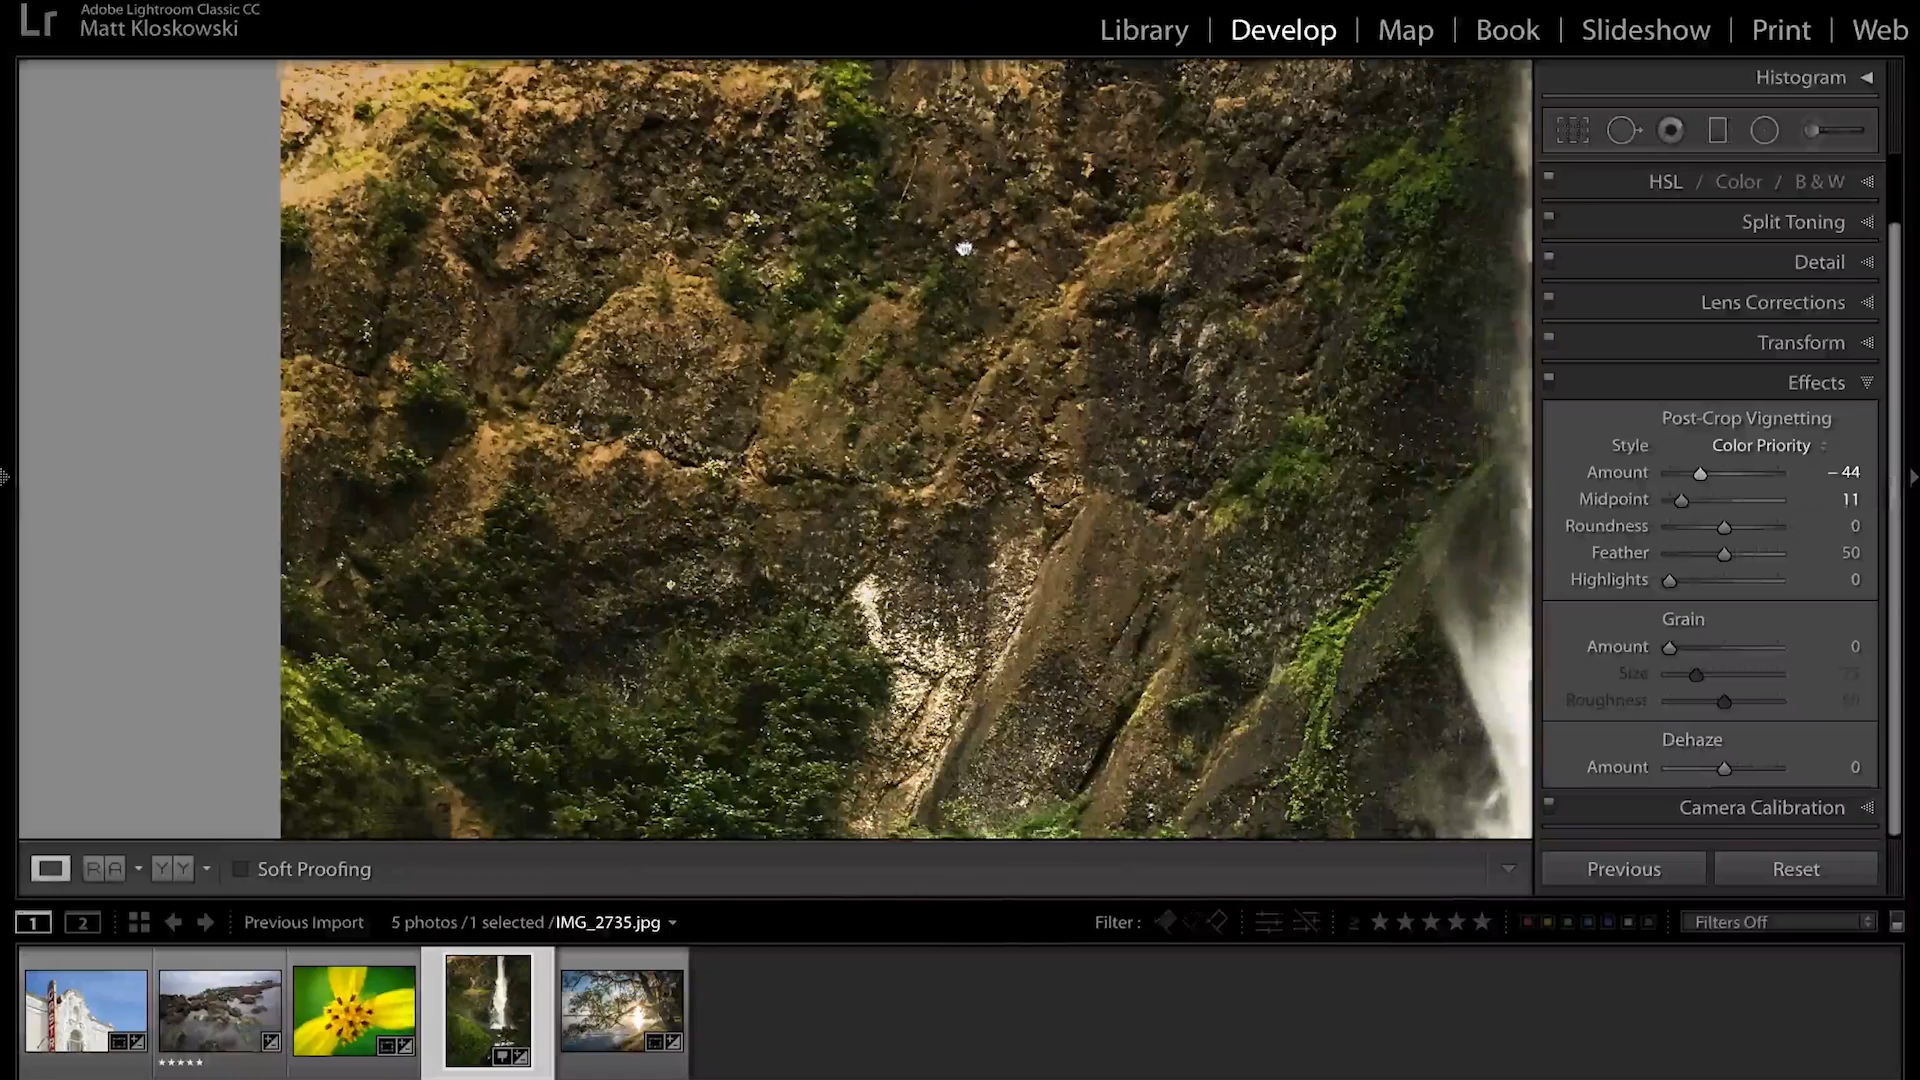 Lr
Adobe Lightroom Classic CC
Matt Kloskowski
Library | Develop | Map | Book | Slideshow | Print | Web
Histogram
HSL / Color / B & W
Split Toning
Detail
Lens Corrections
Transform
Effects
Post-Crop Vignetting
Style Color Priority
Amount – 44
Midpoint 11
Roundness 0
Feather 50
Highlights 0
Grain
Amount 0
Size
Roughness
Dehaze
Amount 0
Camera Calibration
R A Y Y Soft Proofing
Previous Reset
1 2 Previous Import 5 photos /1 selected /IMG_2735.jpg Filter : Filters Off